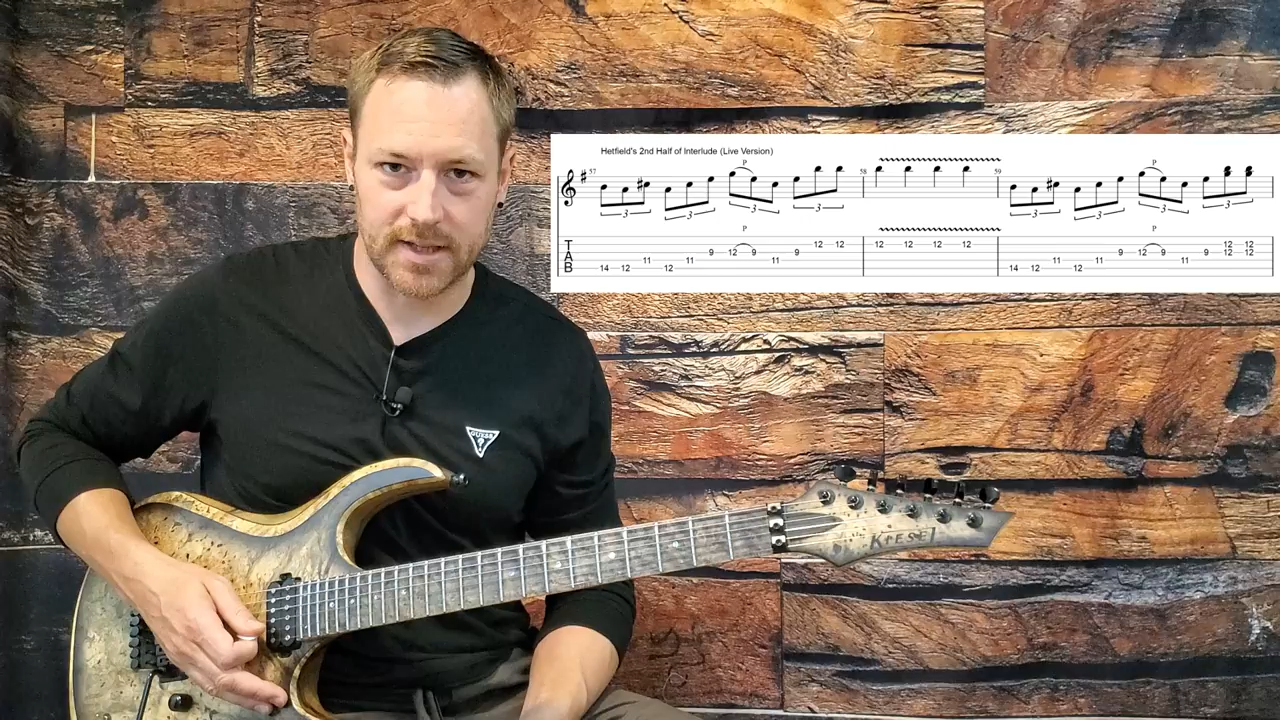 Hetfield's 2nd Half of Interlude (Live Version)
57 P 58 59 P
3 3 3 3 3 3 3 3
P P
T 12 12 12 12 12 12 12 12
A 9 12 9 9 9 12 9 9 12 12
B 11 11 11 11
14 12 12 14 12 12
GUESS
?
KIESEL